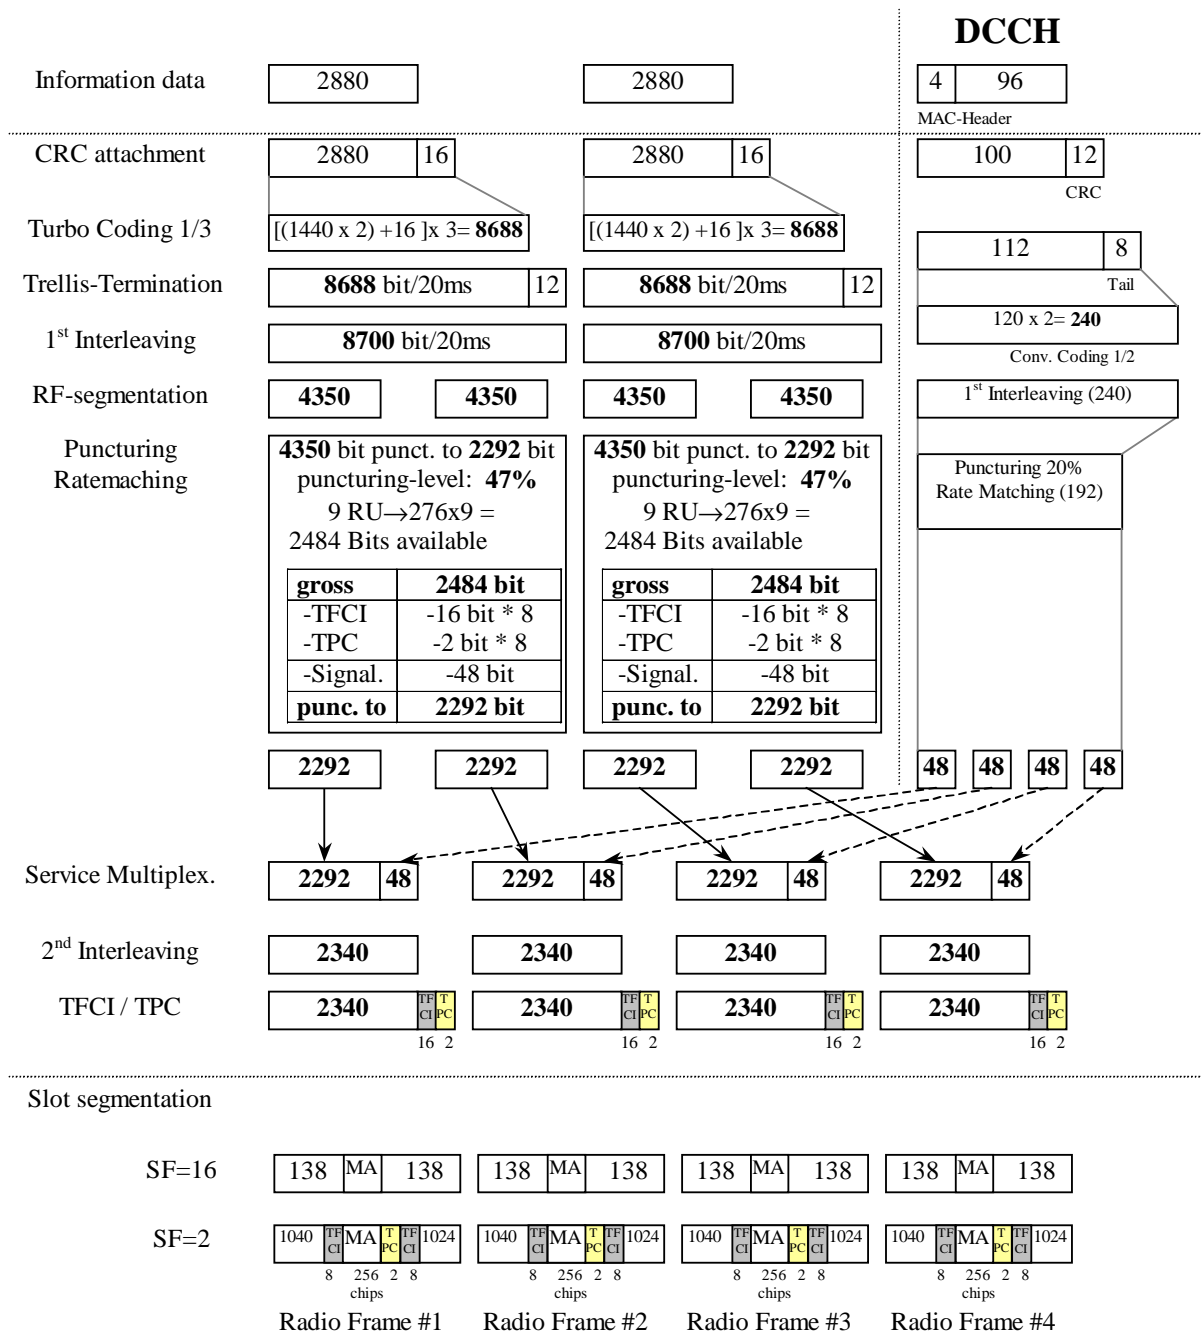 DCCH
Information data 2880 2880 4 96
MAC-Header
CRC attachment 2880 16 2880 16 100 12
CRC
Turbo Coding 1/3 [(1440 x 2) +16 ]x 3= 8688 [(1440 x 2) +16 ]x 3= 8688
112 8
Tail
Trellis-Termination 8688 bit/20ms 12 8688 bit/20ms 12
120 x 2= 240
Conv. Coding 1/2
1st Interleaving 8700 bit/20ms 8700 bit/20ms
RF-segmentation 4350 4350 4350 4350 1st Interleaving (240)
Puncturing
Ratemaching
4350 bit punct. to 2292 bit
puncturing-level: 47%
9 RU→276x9 =
2484 Bits available
gross 2484 bit
-TFCI -16 bit * 8
-TPC -2 bit * 8
-Signal. -48 bit
punc. to 2292 bit
4350 bit punct. to 2292 bit
puncturing-level: 47%
9 RU→276x9 =
2484 Bits available
gross 2484 bit
-TFCI -16 bit * 8
-TPC -2 bit * 8
-Signal. -48 bit
punc. to 2292 bit
Puncturing 20%
Rate Matching (192)
2292 2292 2292 2292 48 48 48 48
Service Multiplex. 2292 48 2292 48 2292 48 2292 48
2nd Interleaving 2340 2340 2340 2340
TFCI / TPC 2340 TF CI T PC 2340 TF CI T PC 2340 TF CI T PC 2340 TF CI T PC
16 2 16 2 16 2 16 2
Slot segmentation
SF=16 138 MA 138 138 MA 138 138 MA 138 138 MA 138
SF=2 1040 TF CI MA T PC TF CI 1024 1040 TF CI MA T PC TF CI 1024 1040 TF CI MA T PC TF CI 1024 1040 TF CI MA T PC TF CI 1024
8 256 2 8 8 256 2 8 8 256 2 8 8 256 2 8
chips chips chips chips
Radio Frame #1 Radio Frame #2 Radio Frame #3 Radio Frame #4